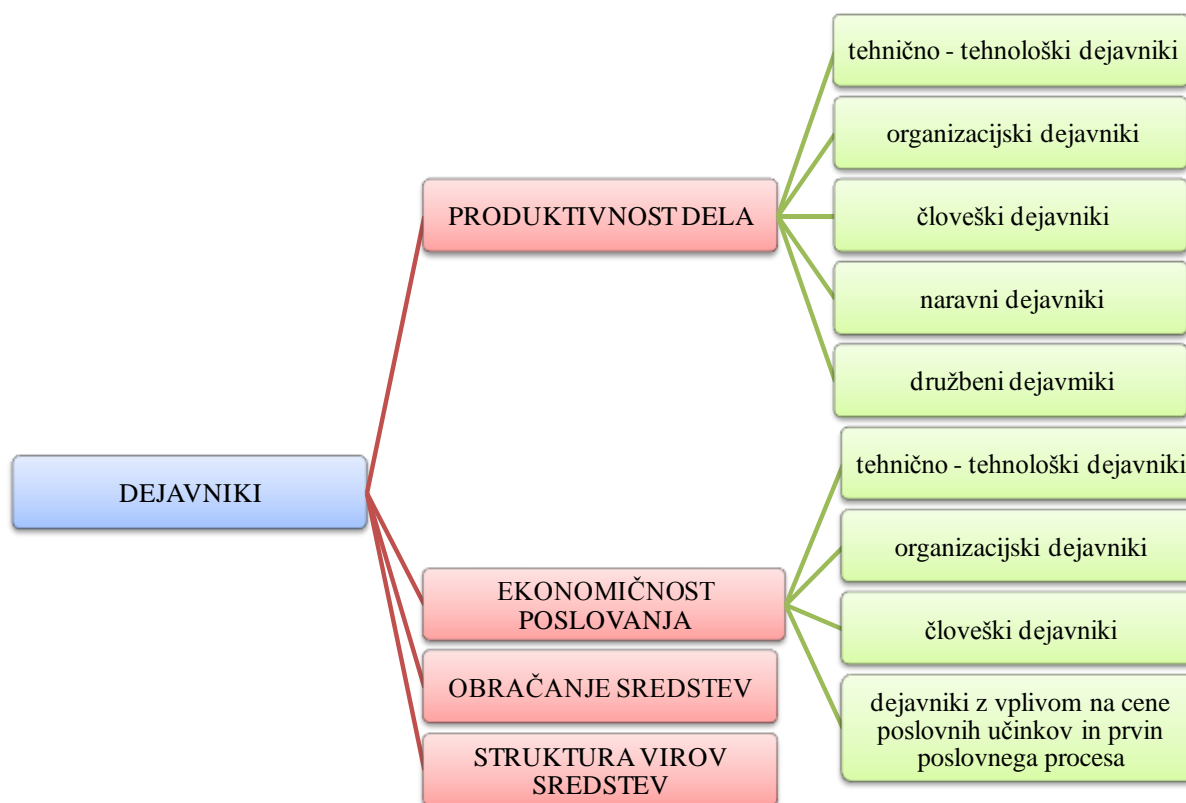 DEJAVNIKI
PRODUKTIVNOST DELA
tehnično - tehnološki dejavniki
organizacijski dejavniki
človeški dejavniki
naravni dejavniki
družbeni dejavmiki
EKONOMIČNOST
POSLOVANJA
tehnično - tehnološki dejavniki
organizacijski dejavniki
človeški dejavniki
dejavniki z vplivom na cene
poslovnih učinkov in prvin
poslovnega procesa
OBRAČANJE SREDSTEV
STRUKTURA VIROV
SREDSTEV